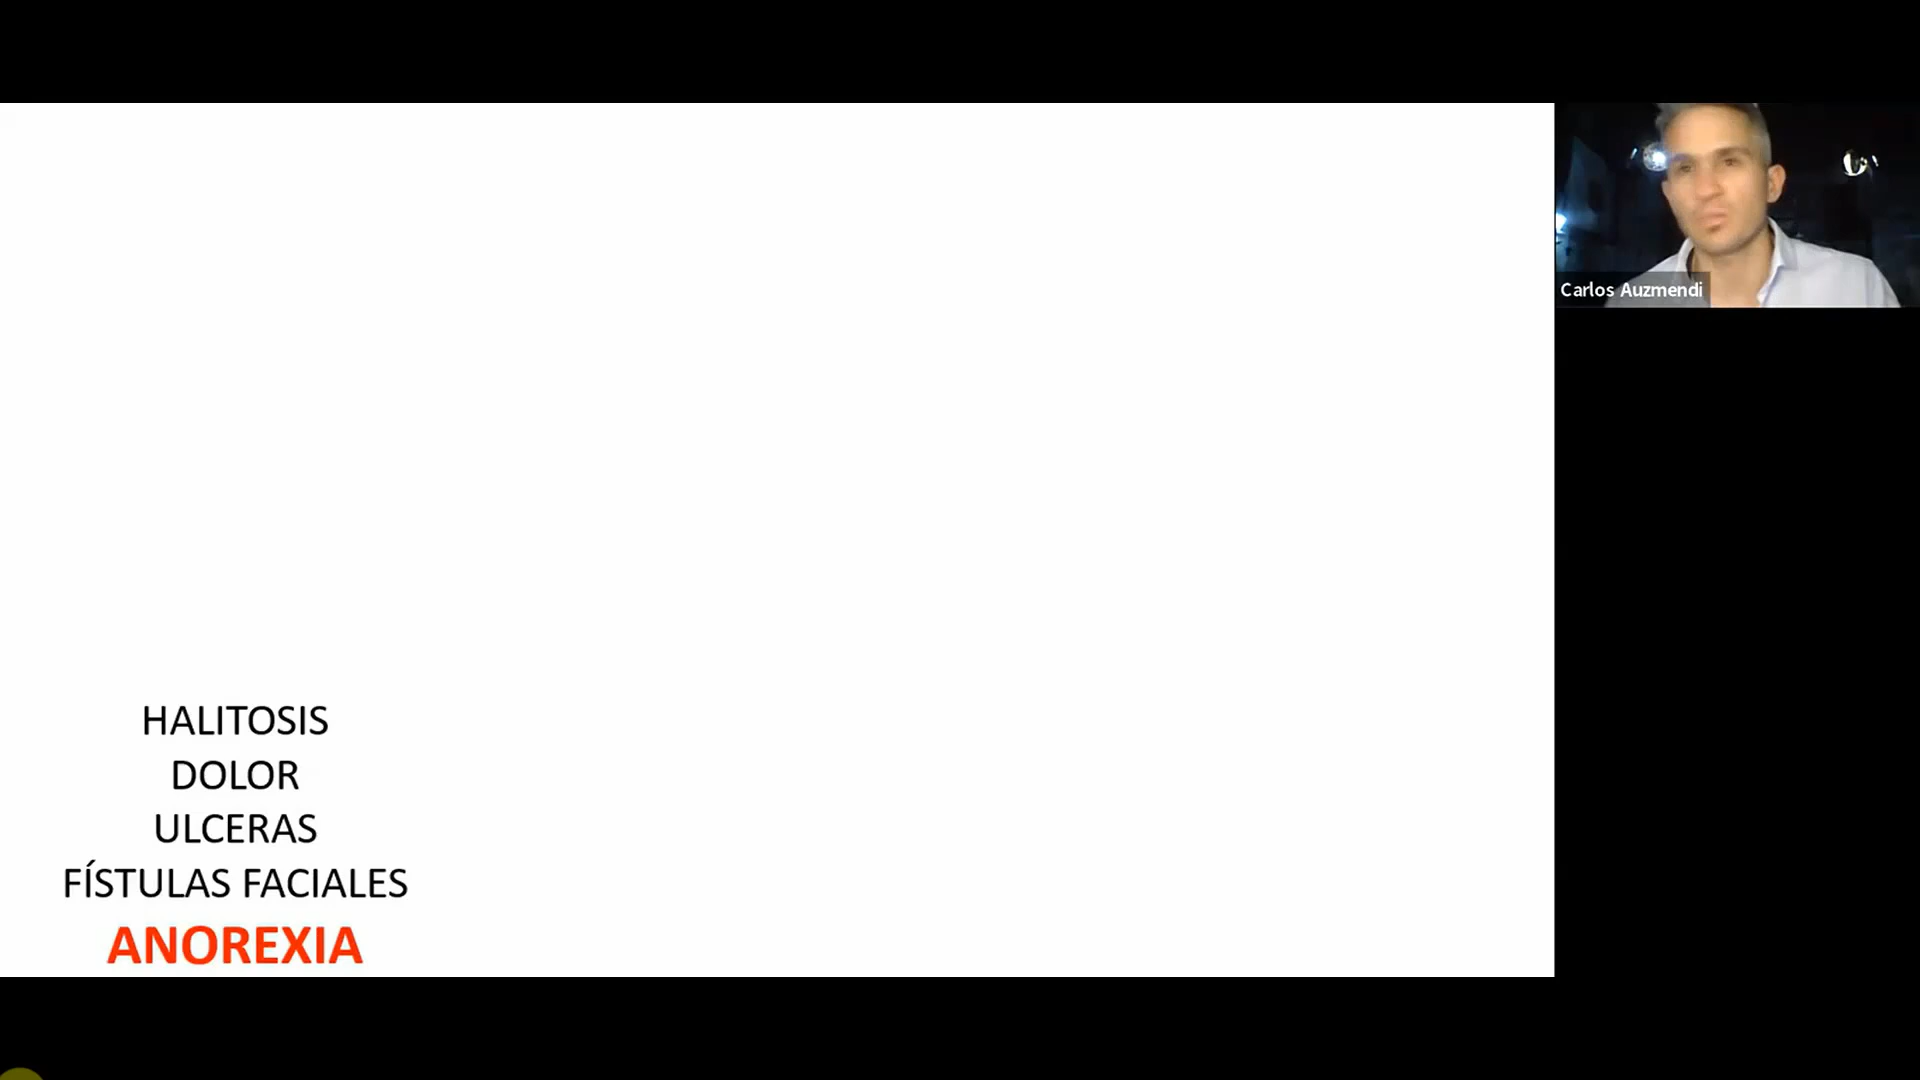 Carlos Auzmendi
HALITOSIS
DOLOR
ULCERAS
FÍSTULAS FACIALES
ANOREXIA